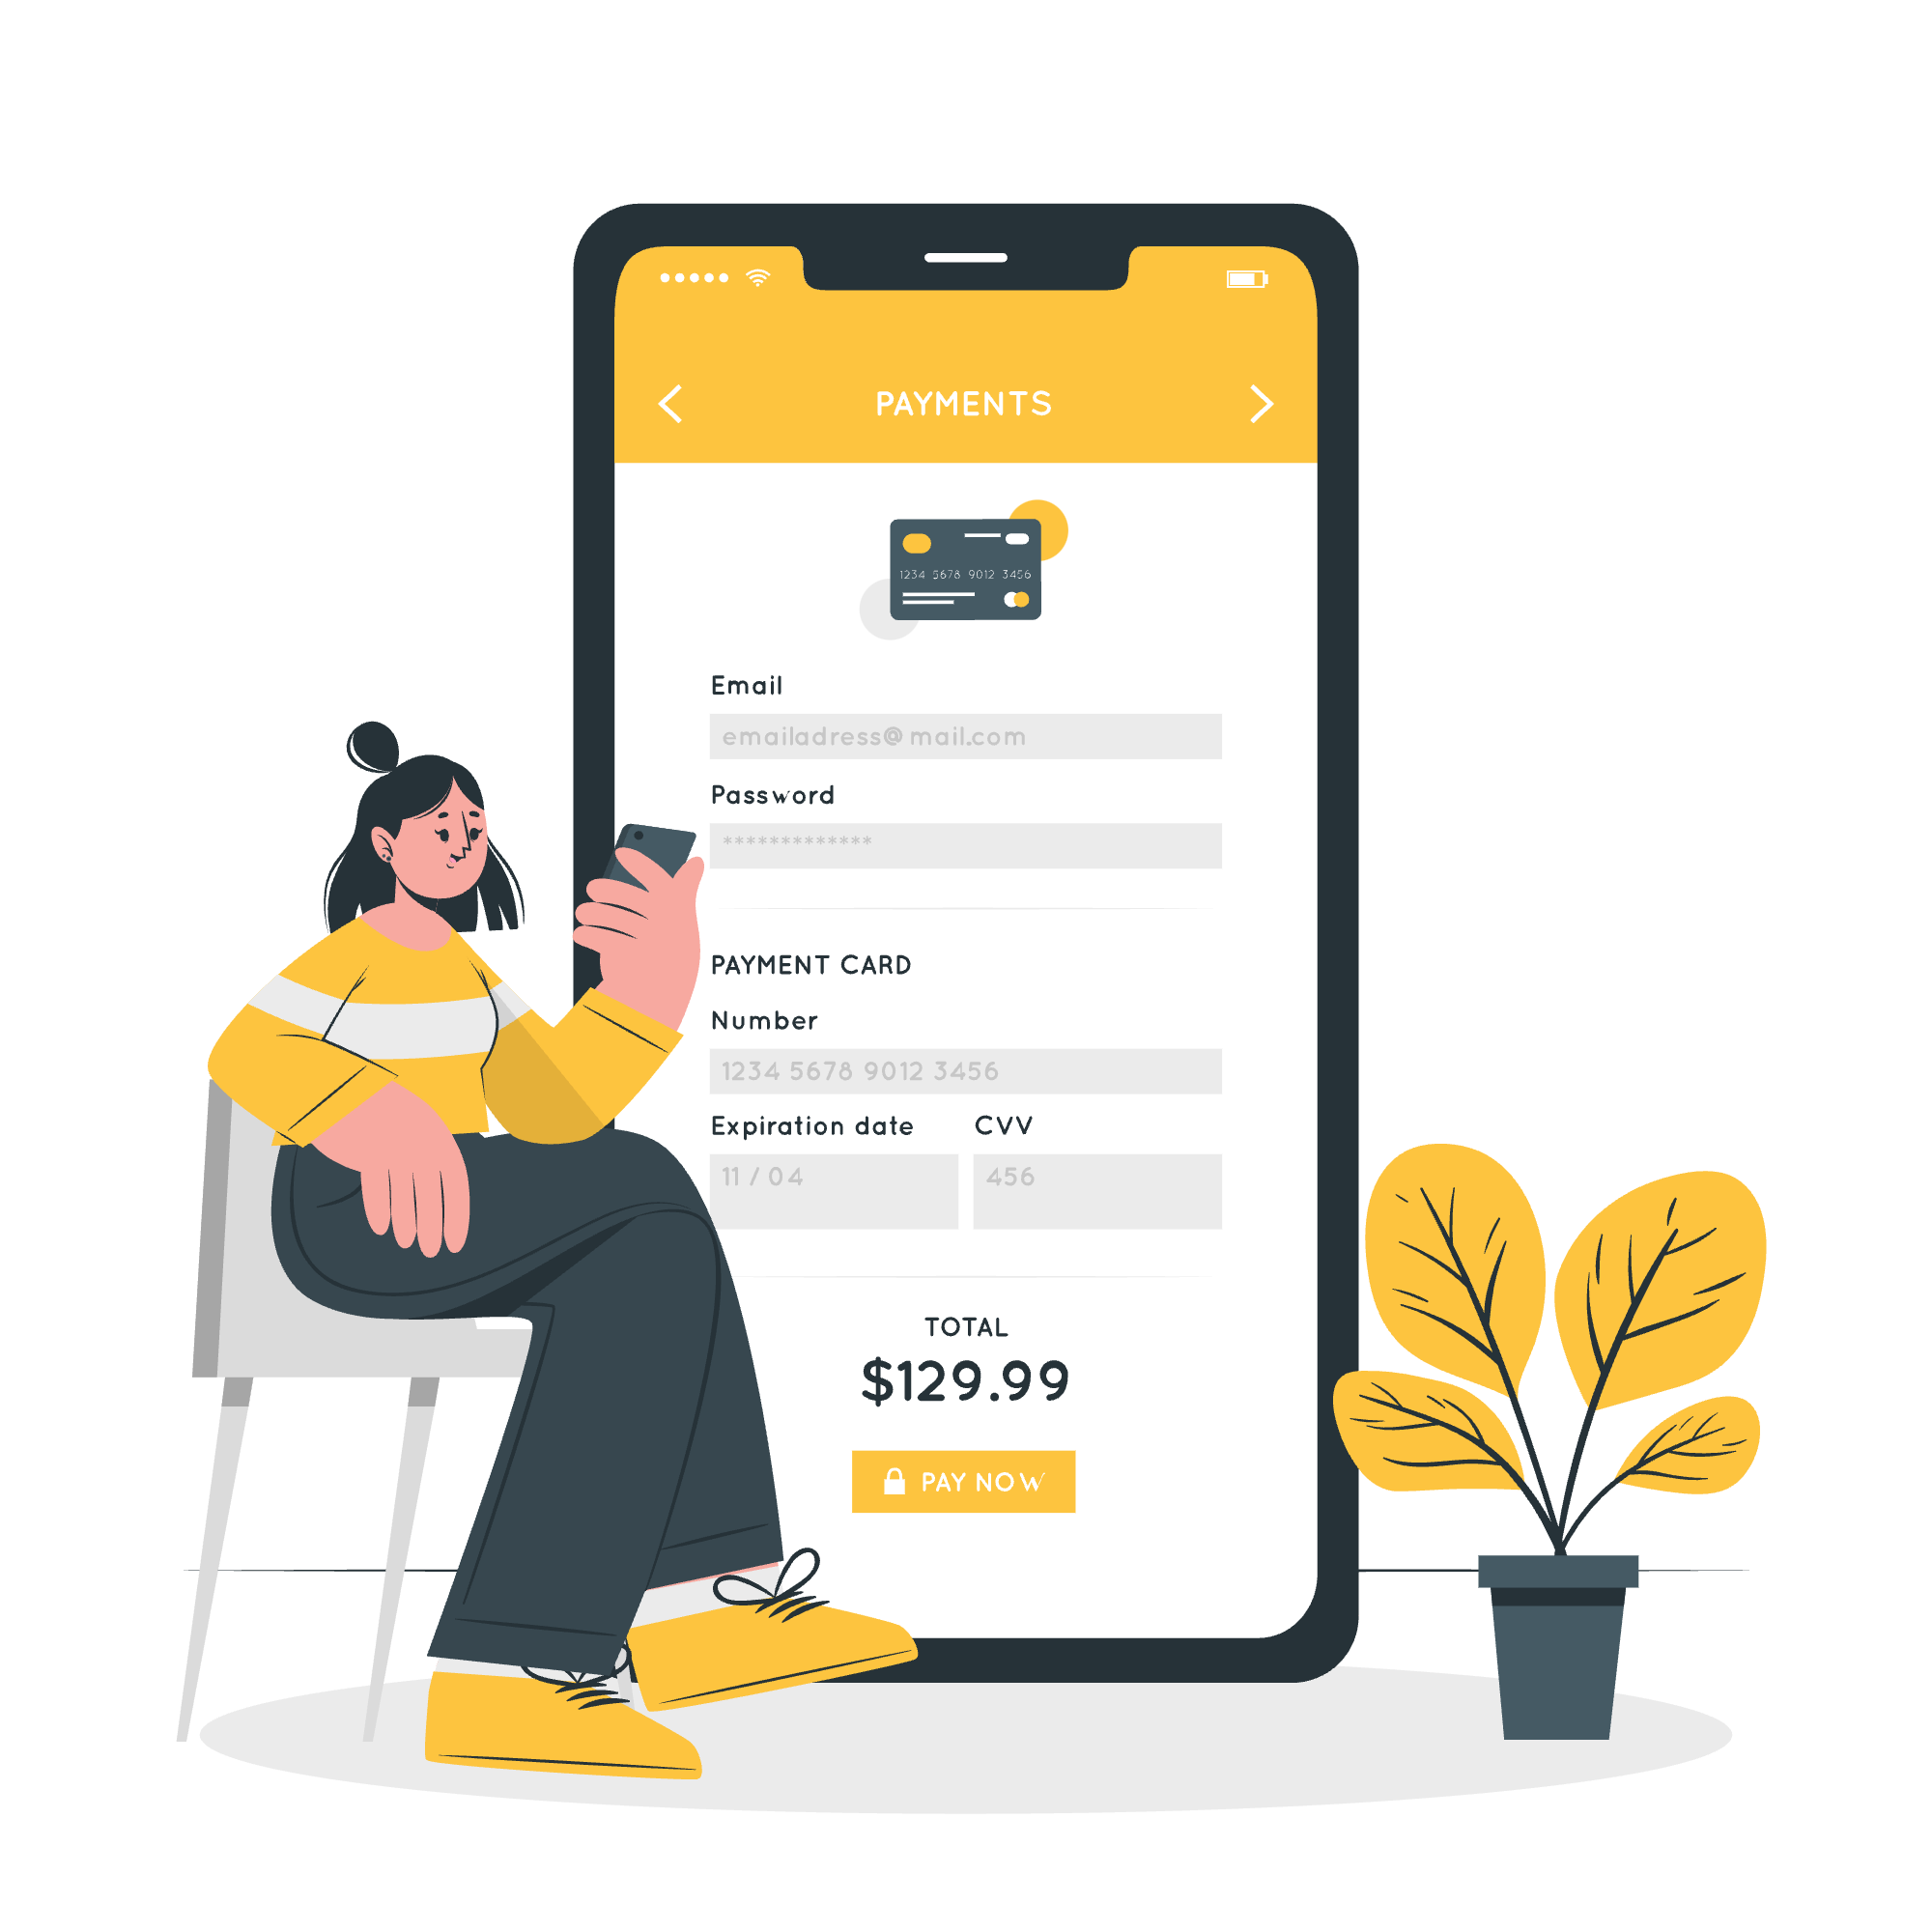 PAYMENTS
1234 5678 9012 3456
Email
emailadress@mail.com
Password
*************
PAYMENT CARD
Number
1234 5678 9012 3456
Expiration date CVV
11 / 04 456
TOTAL
$129.99
PAY NOW